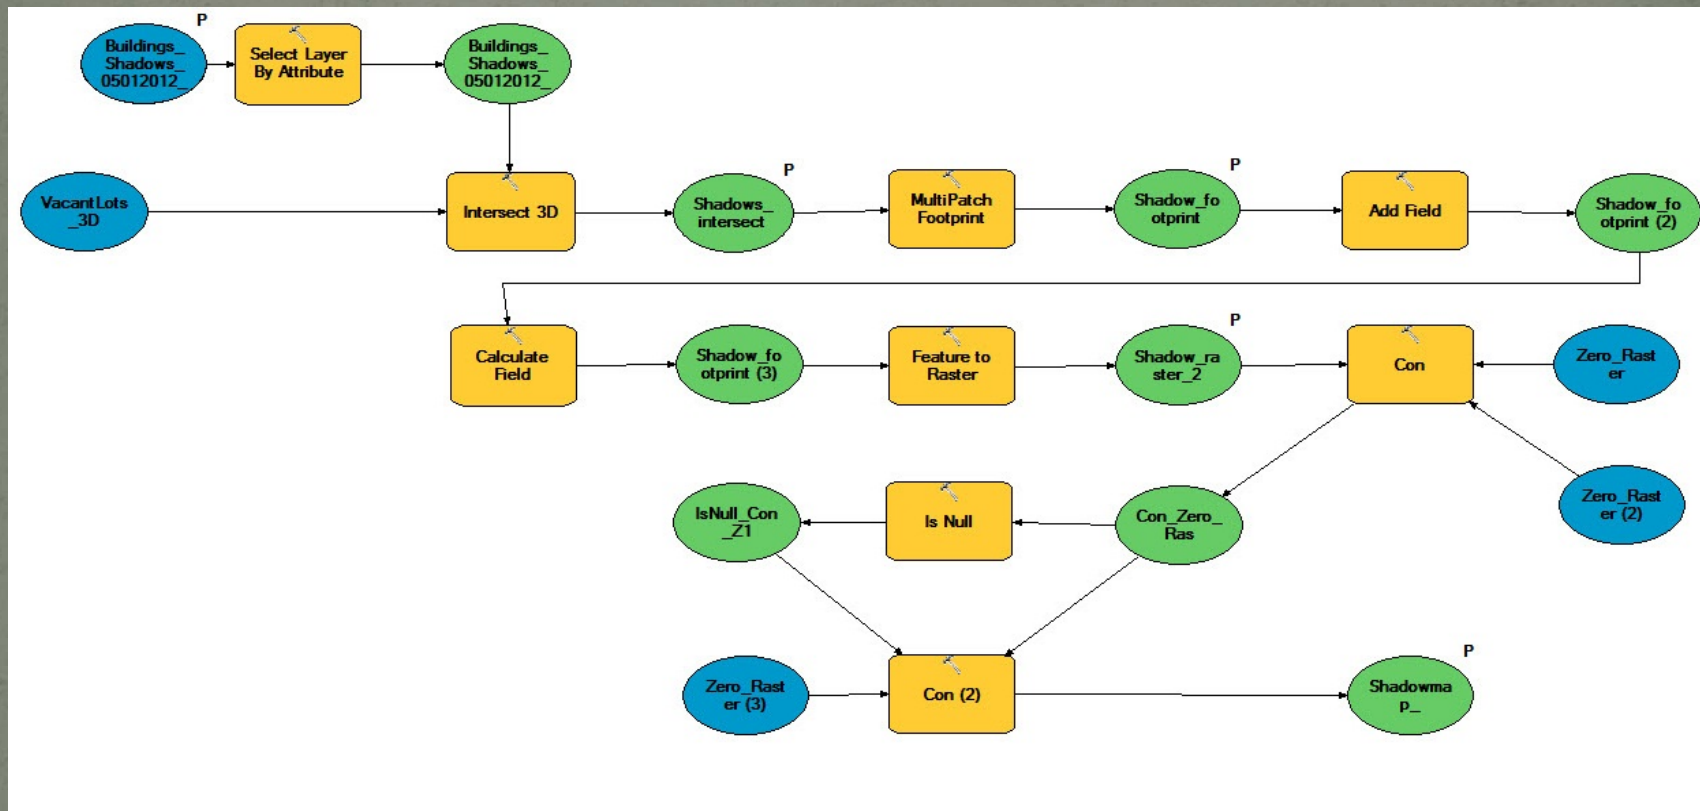 P
Buildings_
Shadows_
05012012_
Select Layer
By Attribute
Buildings_
Shadows_
05012012_
VacantLots
_3D
Intersect 3D
P
Shadows_
intersect
MultiPatch
Footprint
P
Shadow_fo
otprint
Add Field
Shadow_fo
otprint (2)
Calculate
Field
Shadow_fo
otprint (3)
Feature to
Raster
P
Shadow_ra
ster_2
Con
Zero_Rast
er
Zero_Rast
er (2)
IsNull_Con
_Z1
Is Null
Con_Zero_
Ras
Zero_Rast
er (3)
Con (2)
P
Shadowma
p_